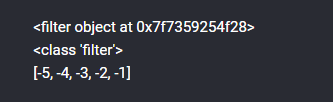 <filter object at 0x7f7359254f28>
<class 'filter'>
[-5, -4, -3, -2, -1]